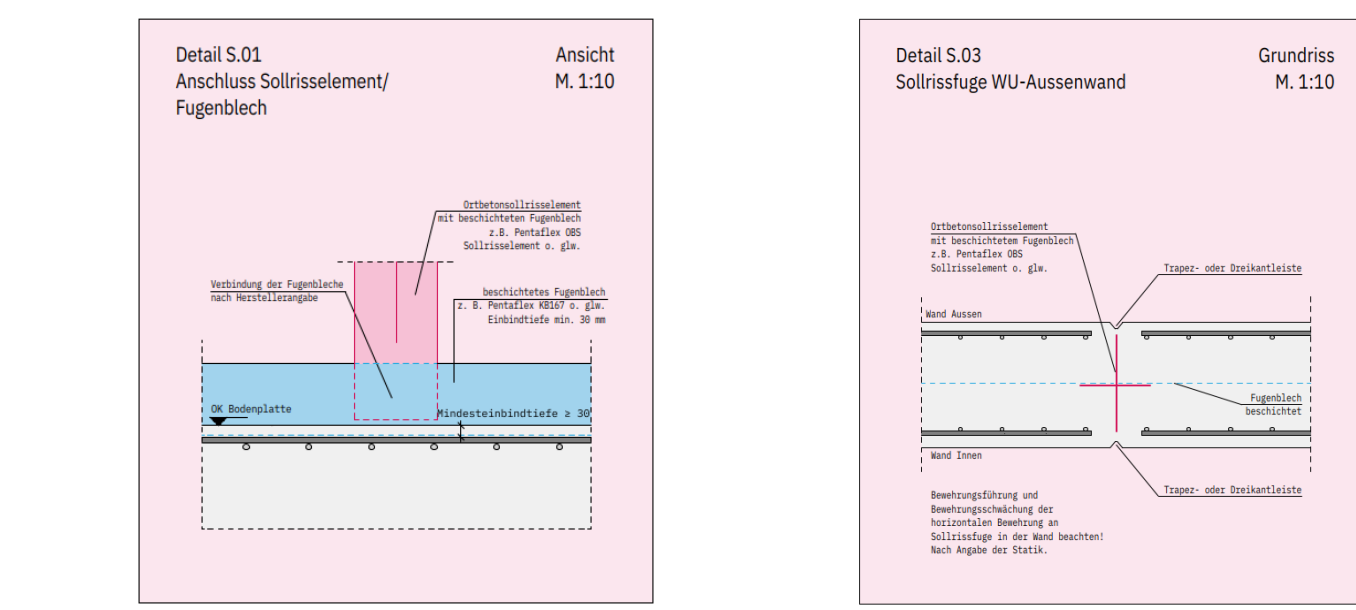 Detail S.01
Anschluss Sollrisselement/
Fugenblech
Ansicht
M. 1:10
Ortbetonsollrisselement
mit beschichteten Fugenblech
z.B. Pentaflex OBS
Sollrisselement o. glw.
Verbindung der Fugenbleche
nach Herstellerangabe
beschichtetes Fugenblech
z. B. Pentaflex KB167 o. glw.
Einbindtiefe min. 30 mm
OK Bodenplatte
Mindesteinbindtiefe ≥ 30
Detail S.03
Sollrissfuge WU-Aussenwand
Grundriss
M. 1:10
Ortbetonsollrisselement
mit beschichtetem Fugenblech
z.B. Pentaflex OBS
Sollrisselement o. glw.
Trapez- oder Dreikantleiste
Wand Aussen
Fugenblech
beschichtet
Wand Innen
Trapez- oder Dreikantleiste
Bewehrungsführung und
Bewehrungsschwächung der
horizontalen Bewehrung an
Sollrissfuge in der Wand beachten!
Nach Angabe der Statik.